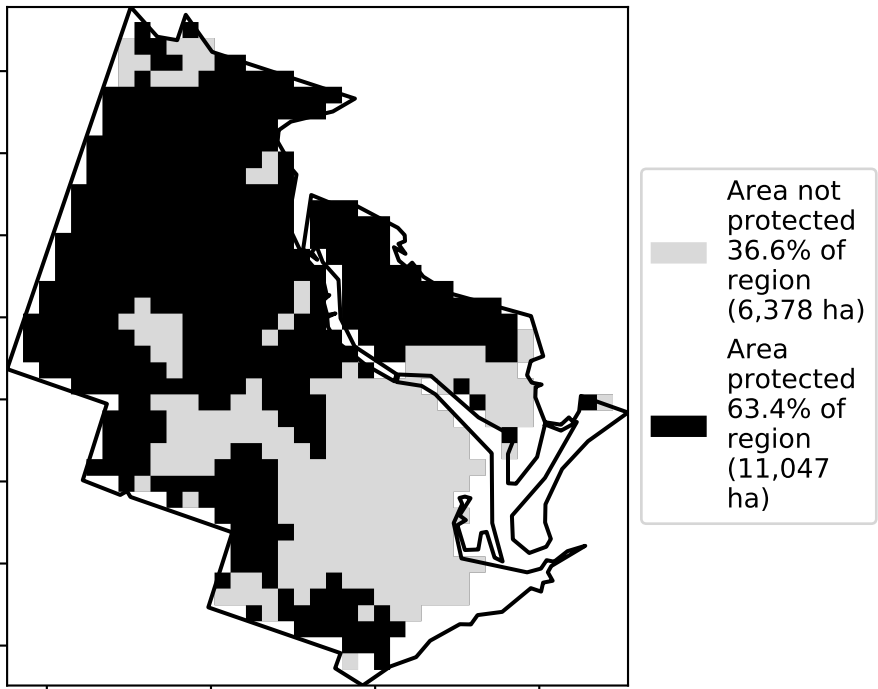 Area not
protected
36.6% of
region
(6,378 ha)
Area
protected
63.4% of
region
(11,047
ha)